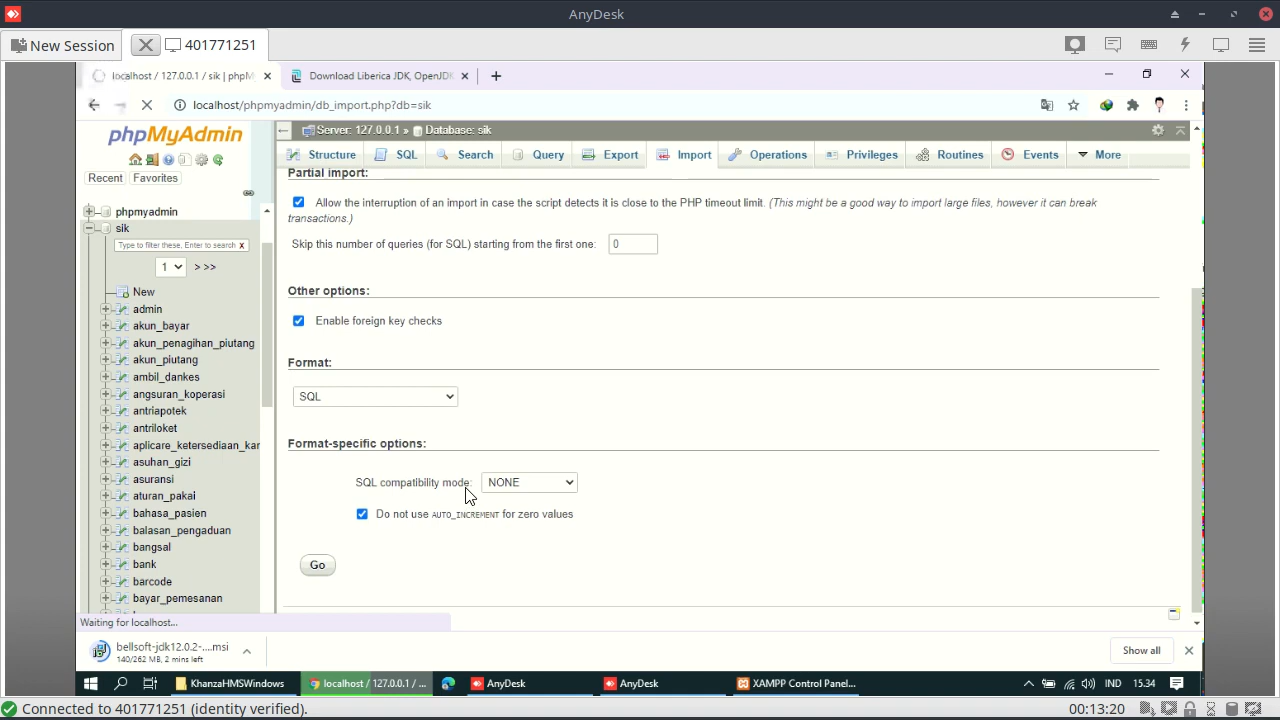 AnyDesk
New Session
401771251
localhost / 127.0.0.1 / sik | phpM
Download Liberica JDK, OpenJDK
localhost/phpmyadmin/db_import.php?db=sik
phpMyAdmin
Recent
Favorites
phpmyadmin
sik
Type to filter these, Enter to search
X
1
> >>
New
admin
akun_bayar
akun_penagihan_piutang
akun_piutang
ambil_dankes
angsuran_koperasi
antriapotek
antriloket
aplicare_ketersediaan_kar
asuhan_gizi
asuransi
aturan_pakai
bahasa_pasien
balasan_pengaduan
bangsal
bank
barcode
bayar_pemesanan
Server: 127.0.0.1 » Database: sik
Structure
SQL
Search
Query
Export
Import
Operations
Privileges
Routines
Events
More
Partial import:
Allow the interruption of an import in case the script detects it is close to the PHP timeout limit. (This might be a good way to import large files, however it can break
transactions.)
Skip this number of queries (for SQL) starting from the first one: 0
Other options:
Enable foreign key checks
Format:
SQL
Format-specific options:
SQL compatibility mode: NONE
Do not use AUTO_INCREMENT for zero values
Go
Waiting for localhost...
bellsoft-jdk12.0.2-....msi
140/262 MB, 2 mins left
Show all
KhanzaHMSWindows
localhost / 127.0.0.1 / ...
AnyDesk
AnyDesk
XAMPP Control Panel...
IND
15.34
Connected to 401771251 (identity verified).
00:13:20